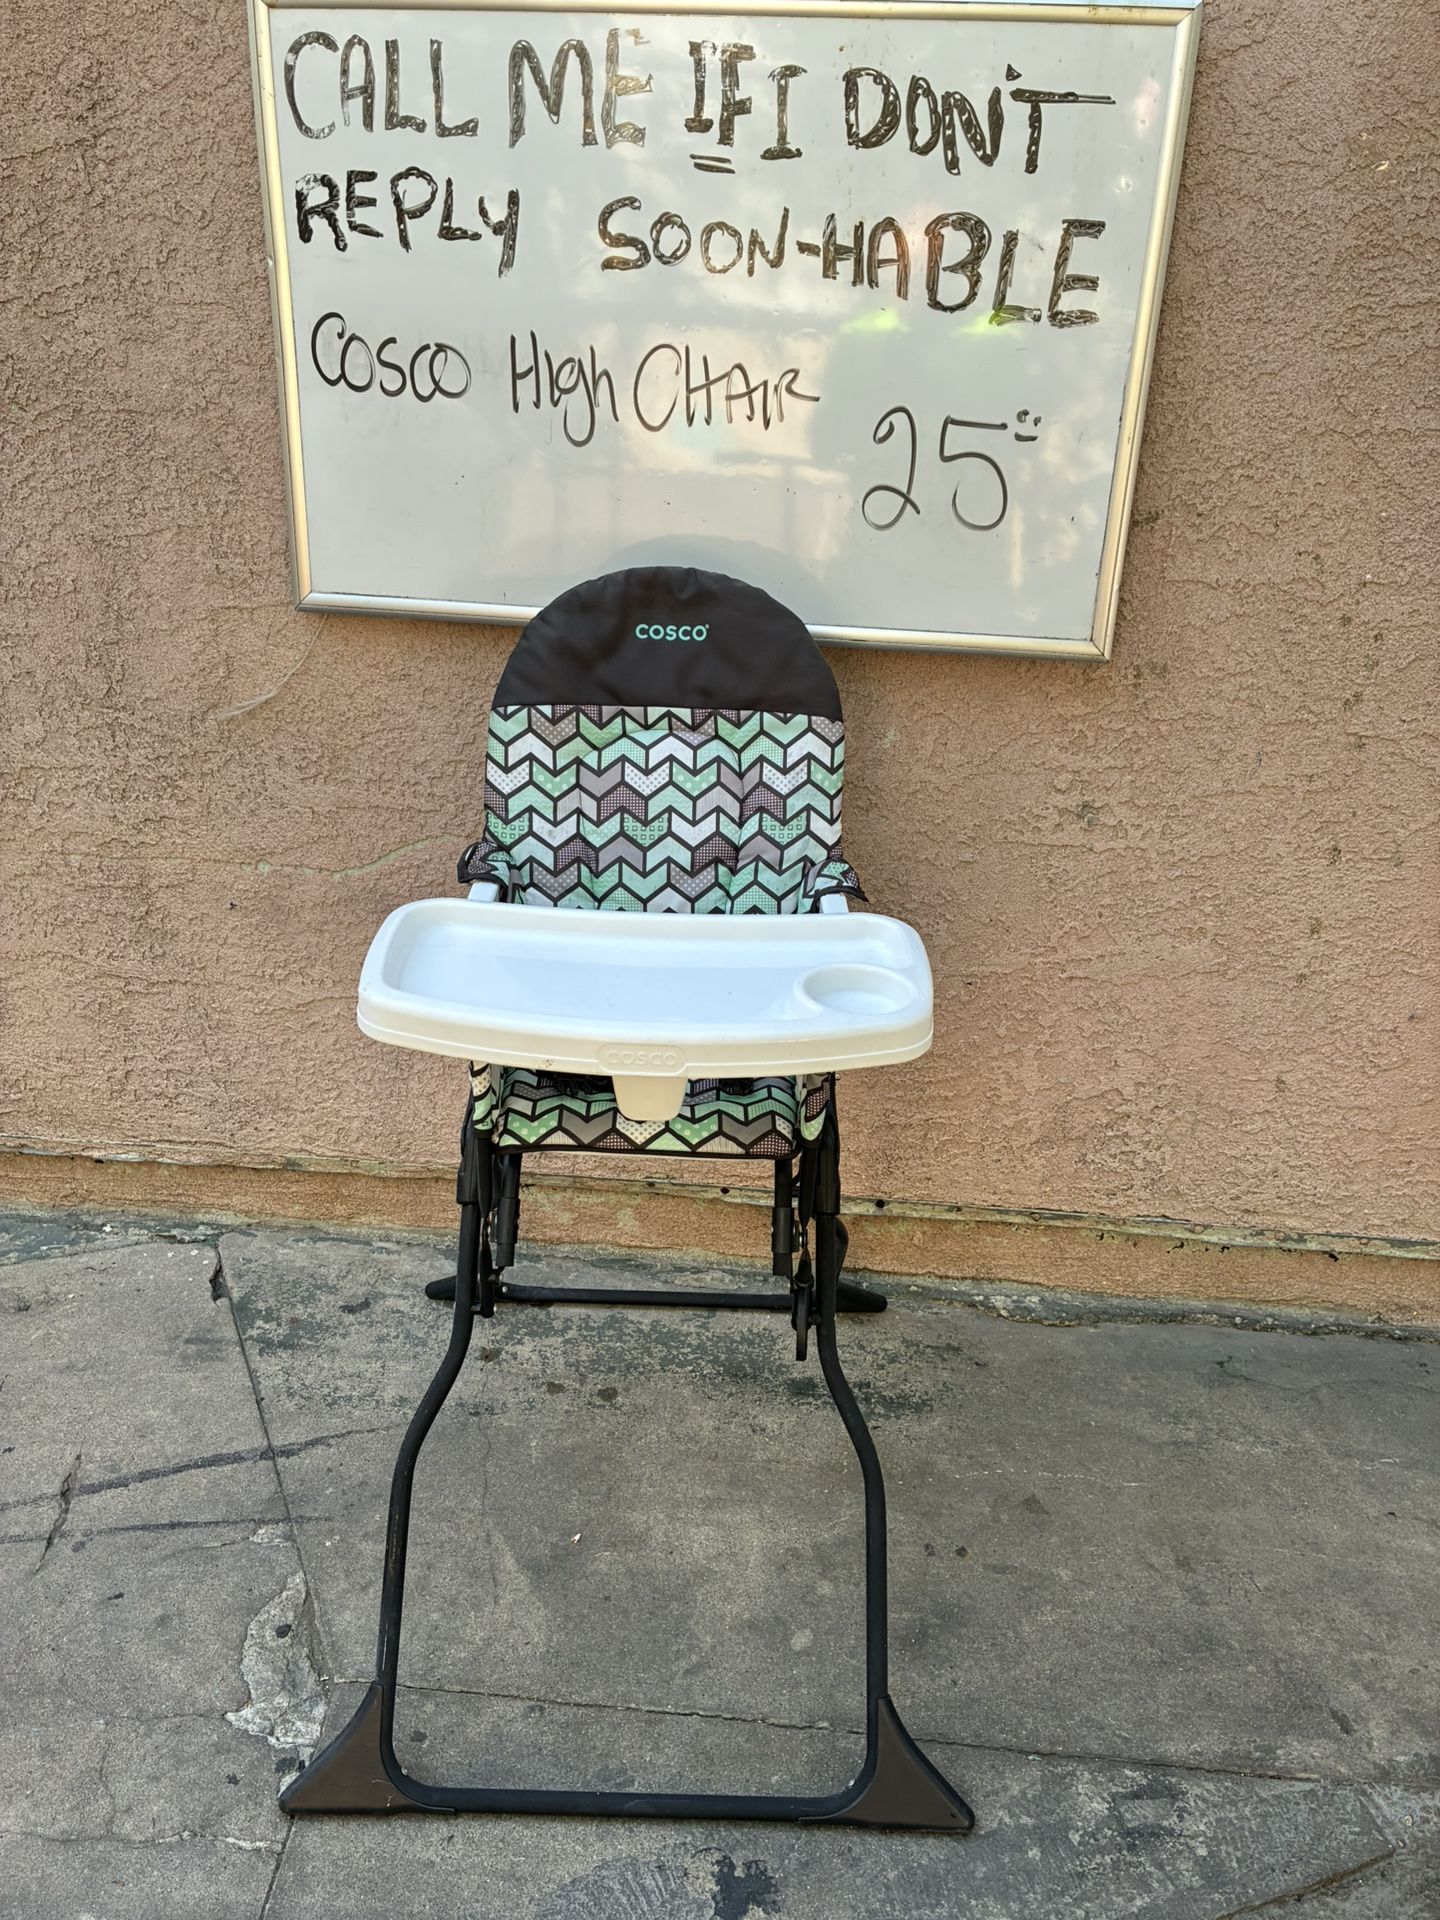 CALL ME IF I DON'T
REPLY SOON-HABLE
COSCO HIgh CHAIR
25
COSCO
COSCO